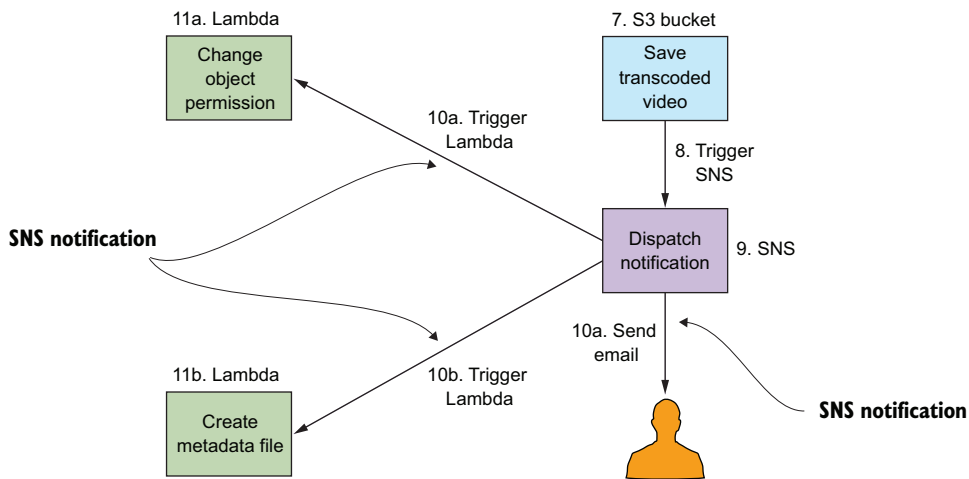 11a. Lambda
Change
object
permission
7. S3 bucket
Save
transcoded
video
10a. Trigger
Lambda
8. Trigger
SNS
SNS notification
Dispatch
notification
9. SNS
10a. Send
email
11b. Lambda
10b. Trigger
Lambda
Create
metadata file
SNS notification